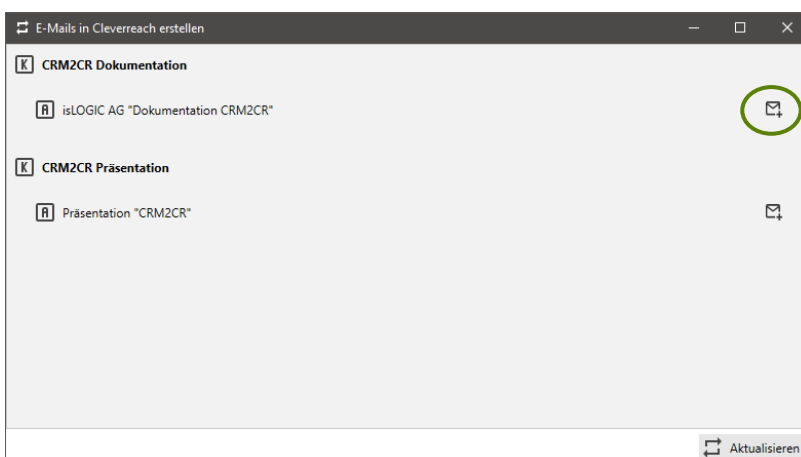 E-Mails in Cleverreach erstellen
K CRM2CR Dokumentation
A isLOGIC AG "Dokumentation CRM2CR"
K CRM2CR Präsentation
A Präsentation "CRM2CR"
Aktualisieren